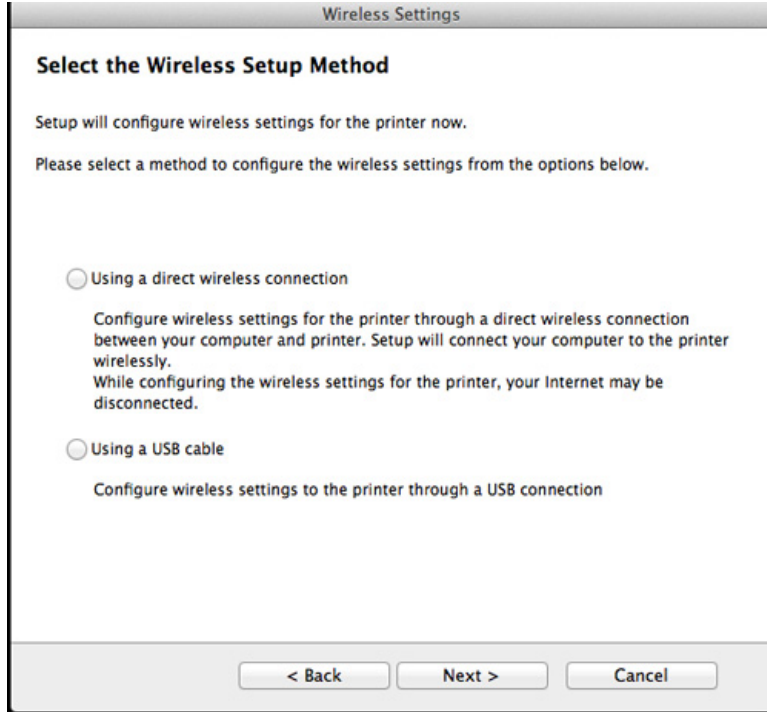 Wireless Settings
Select the Wireless Setup Method
Setup will configure wireless settings for the printer now.
Please select a method to configure the wireless settings from the options below.
Using a direct wireless connection
Configure wireless settings for the printer through a direct wireless connection
between your computer and printer. Setup will connect your computer to the printer
wirelessly.
While configuring the wireless settings for the printer, your Internet may be
disconnected.
Using a USB cable
Configure wireless settings to the printer through a USB connection
< Back Next > Cancel